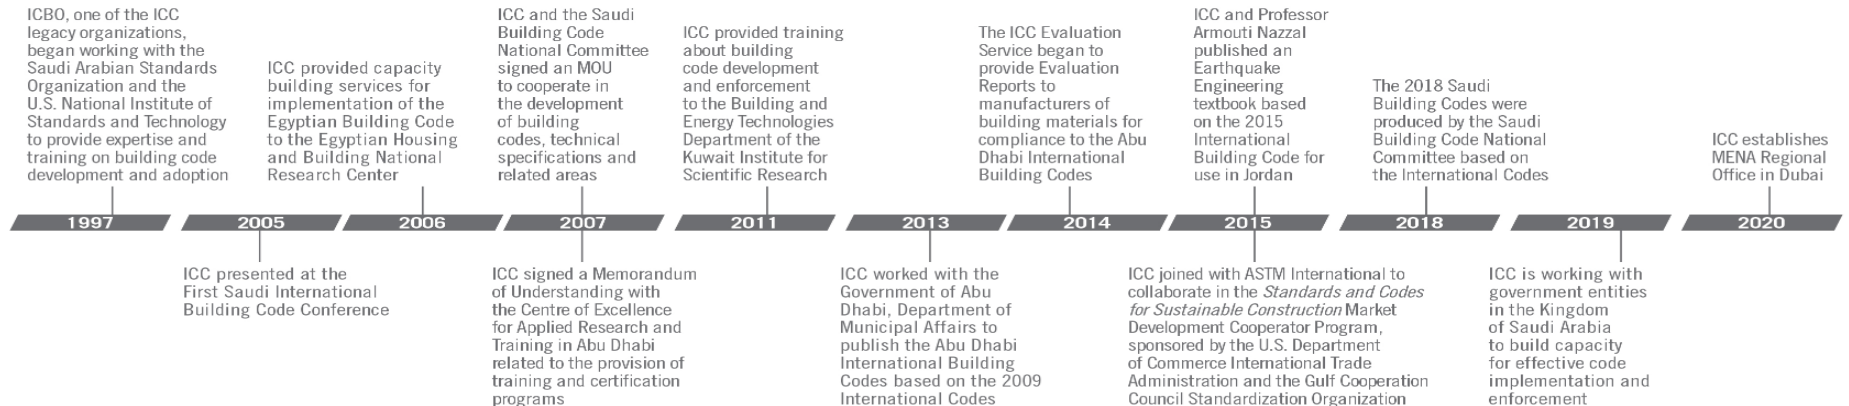 ICBO, one of the ICC
legacy organizations,
began working with the
Saudi Arabian Standards
Organization and the
U.S. National Institute of
Standards and Technology
to provide expertise and
training on building code
development and adoption
ICC provided capacity
building services for
implementation of the
Egyptian Building Code
to the Egyptian Housing
and Building National
Research Center
ICC and the Saudi
Building Code
National Committee
signed an MOU
to cooperate in
the development
of building
codes, technical
specifications and
related areas
ICC provided training
about building
code development
and enforcement
to the Building and
Energy Technologies
Department of the
Kuwait Institute for
Scientific Research
The ICC Evaluation
Service began to
provide Evaluation
Reports to
manufacturers of
building materials for
compliance to the Abu
Dhabi International
Building Codes
ICC and Professor
Armouti Nazzal
published an
Earthquake
Engineering
textbook based
on the 2015
International
Building Code for
use in Jordan
The 2018 Saudi
Building Codes were
produced by the Saudi
Building Code National
Committee based on
the International Codes
ICC establishes
MENA Regional
Office in Dubai
1997
2005
2006
2007
2011
2013
2014
2015
2018
2019
2020
ICC presented at the
First Saudi International
Building Code Conference
ICC signed a Memorandum
of Understanding with
the Centre of Excellence
for Applied Research and
Training in Abu Dhabi
related to the provision of
training and certification
programs
ICC worked with the
Government of Abu
Dhabi, Department of
Municipal Affairs to
publish the Abu Dhabi
International Building
Codes based on the 2009
International Codes
ICC joined with ASTM International to
collaborate in the Standards and Codes
for Sustainable Construction Market
Development Cooperator Program,
sponsored by the U.S. Department
of Commerce International Trade
Administration and the Gulf Cooperation
Council Standardization Organization
ICC is working with
government entities
in the Kingdom
of Saudi Arabia
to build capacity
for effective code
implementation and
enforcement